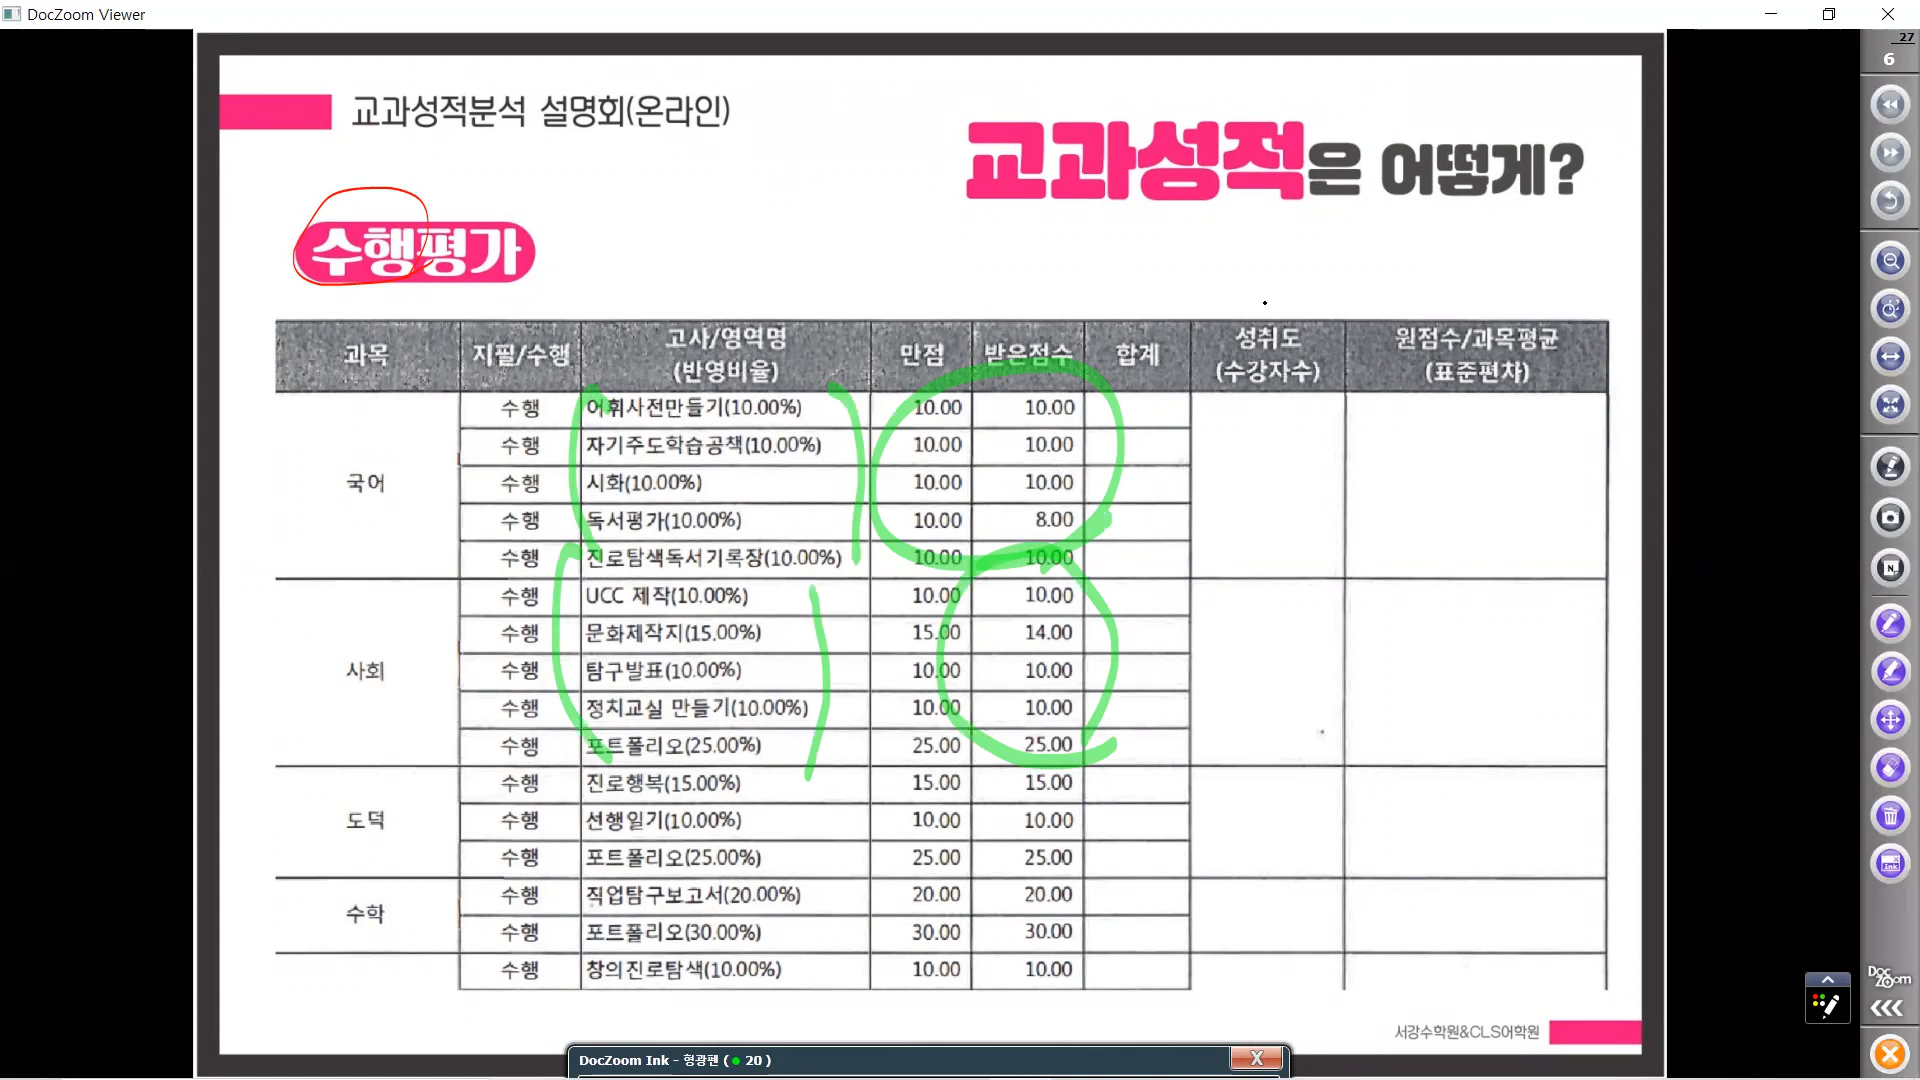 DocZoom Viewer
27
6
교과성적분석 설명회(온라인)
교과성적은 어떻게?
수행평가
과목 지필/수행 고사/영역명 (반영비율) 만점 받은점수 합계 성취도 (수강자수) 원점수/과목평균 (표준편차)
국어
수행 어휘사전만들기(10.00%) 10.00 10.00
수행 자기주도학습공책(10.00%) 10.00 10.00
수행 시화(10.00%) 10.00 10.00
수행 독서평가(10.00%) 10.00 8.00
수행 진로탐색독서기록장(10.00%) 10.00 10.00
사회
수행 UCC 제작(10.00%) 10.00 10.00
수행 문화제작지(15.00%) 15.00 14.00
수행 탐구발표(10.00%) 10.00 10.00
수행 정치교실 만들기(10.00%) 10.00 10.00
수행 포트폴리오(25.00%) 25.00 25.00
도덕
수행 진로행복(15.00%) 15.00 15.00
수행 선행일기(10.00%) 10.00 10.00
수행 포트폴리오(25.00%) 25.00 25.00
수학
수행 직업탐구보고서(20.00%) 20.00 20.00
수행 포트폴리오(30.00%) 30.00 30.00
수행 창의진로탐색(10.00%) 10.00 10.00
서강수학원&CLS어학원
DocZoom Ink - 형광펜 ( 20 )
X
N
Ink
DocZoom